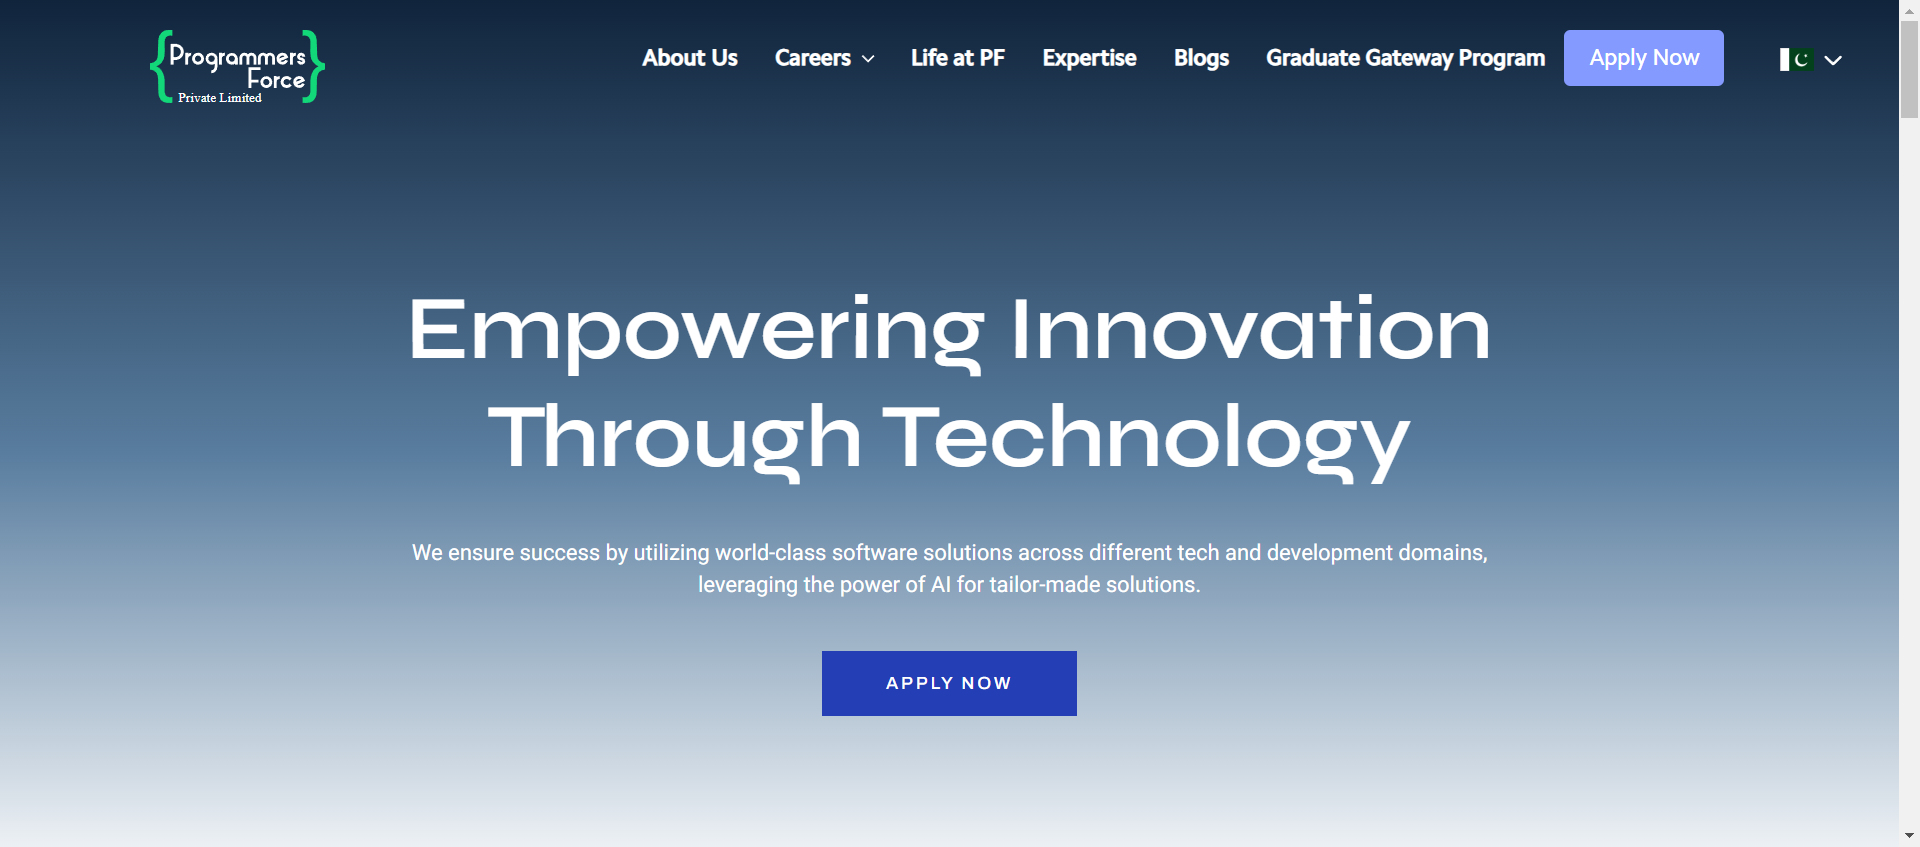 {Programmers
Force}
Private Limited
About Us
Careers
Life at PF
Expertise
Blogs
Graduate Gateway Program
Apply Now
Empowering Innovation
Through Technology
We ensure success by utilizing world-class software solutions across different tech and development domains,
leveraging the power of AI for tailor-made solutions.
APPLY NOW